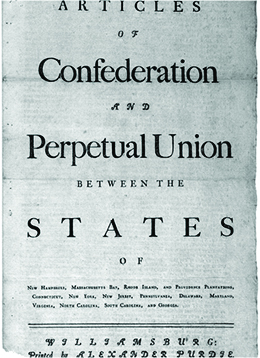 ARTICLES
OF
Confederation
AND
Perpetual Union
BETWEEN THE
STATES
OF
NEW HAMPSHIRE, MASSACHUSETTS BAY, RHODE ISLAND, AND PROVIDENCE PLANTATIONS,
CONNECTICUT, NEW YORK, NEW JERSEY, PENNSYLVANIA, DELAWARE, MARYLAND,
VIRGINIA, NORTH CAROLINA, SOUTH CAROLINA, AND GEORGIA.
WILLIAMSBURG:
Printed by ALEXANDER PURDIE.